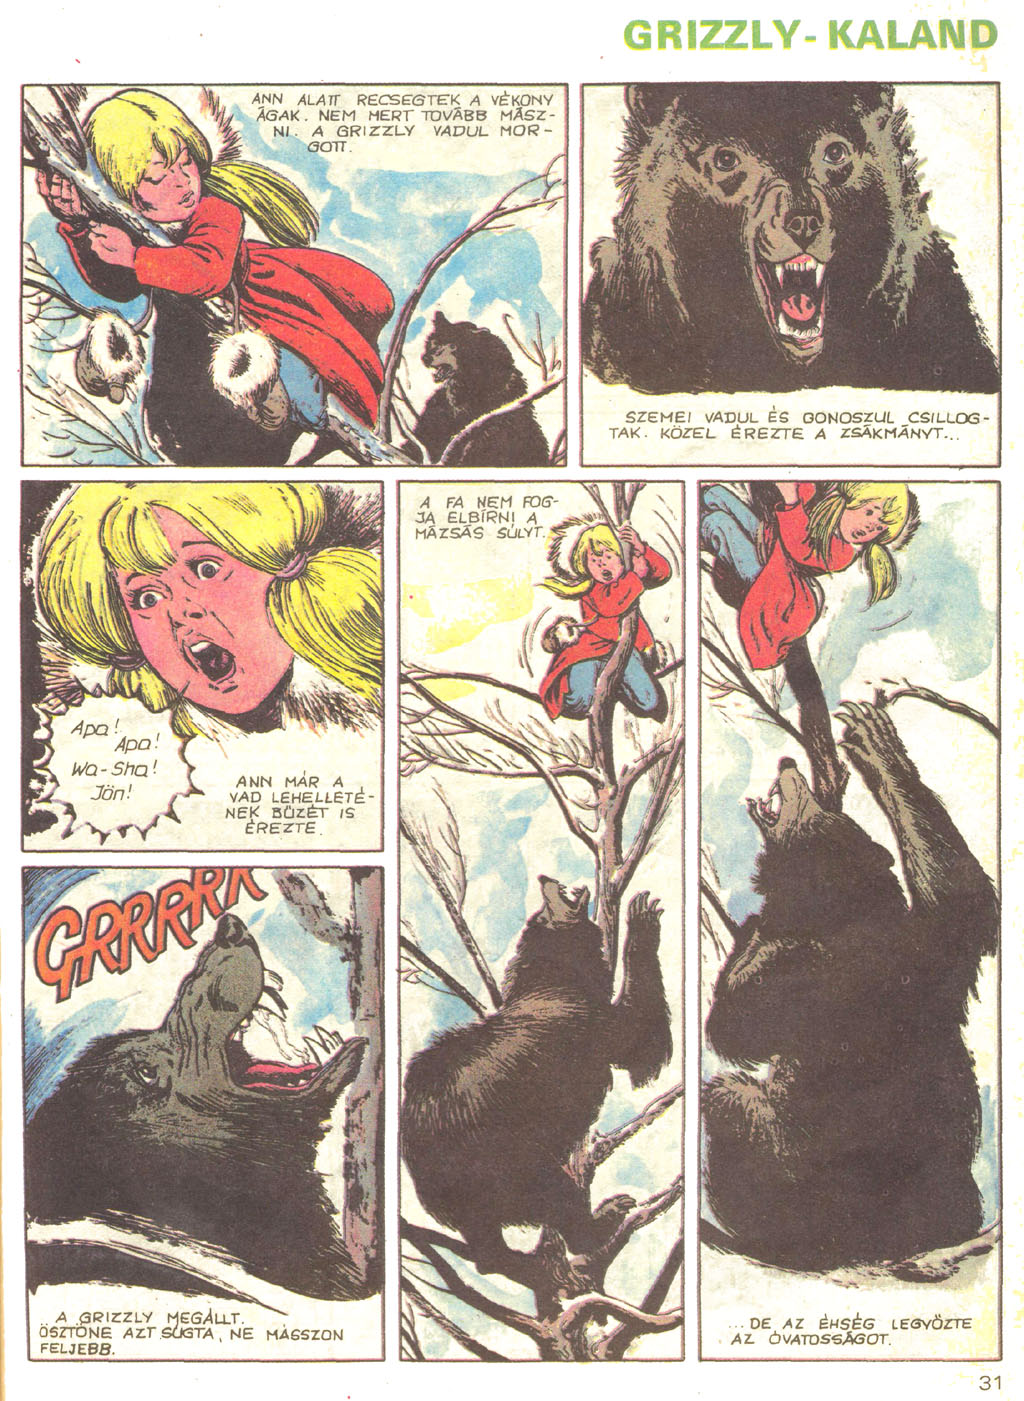 GRIZZLY-KALAND
ANN ALATT RECSEGTEK A VÉKONY
ÁGAK. NEM MERT TOVÁBB MÁSZ-
NI. A GRIZZLY VADUL MOR-
GOTT.
SZEMEI VADUL ÉS GONOSZUL CSILLOG-
TAK. KÖZEL ÉREZTE A ZSÁKMÁNYT...
Apa!
Apa!
Wa-Sha!
Jön!
ANN MÁR A
VAD LEHELLETÉ-
NEK BŰZÉT IS
ÉREZTE.
GRRRRR
A GRIZZLY MEGÁLLT.
ÖSZTÖNE AZT SÚGTA, NE MÁSSZON
FELJEBB.
A FA NEM FOG-
JA ELBÍRNI A
MÁZSÁS SÚLYT.
...DE AZ ÉHSÉG LEGYŐZTE
AZ ÓVATOSSÁGOT.
31